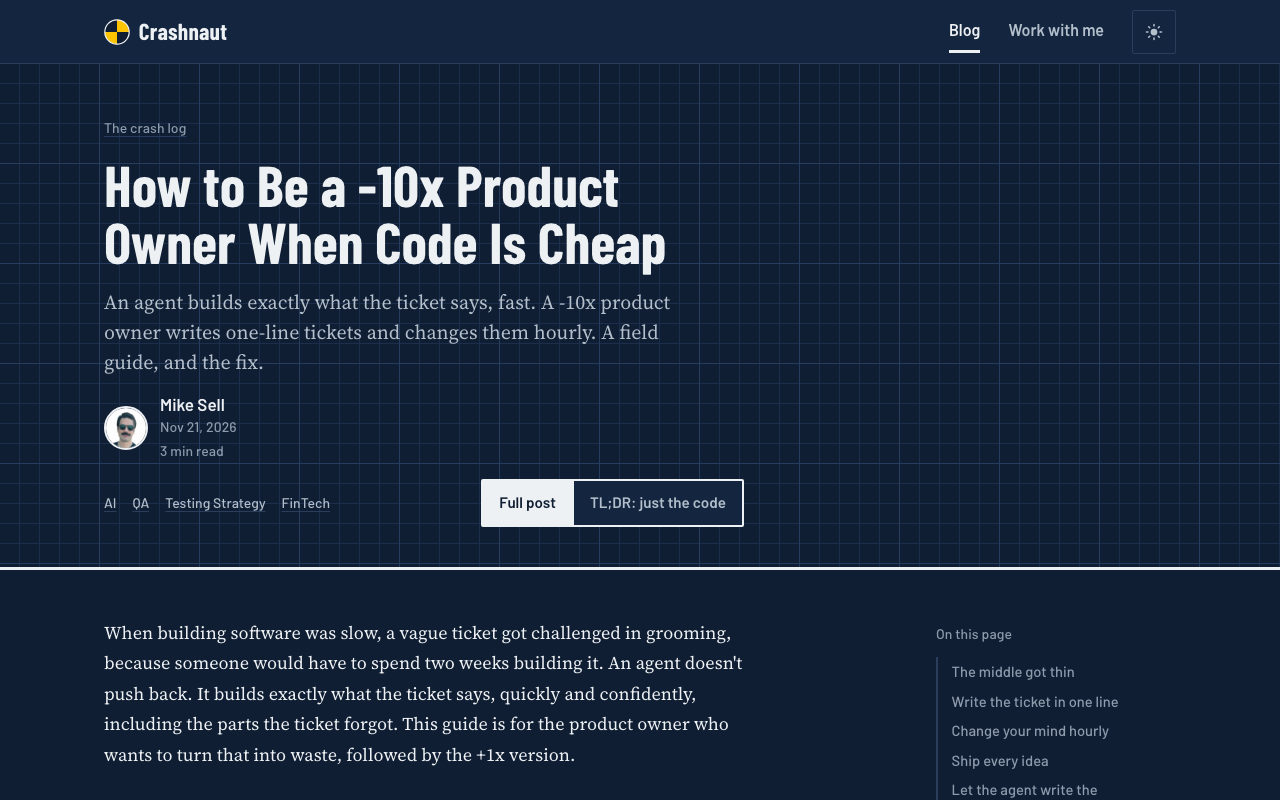 Crashnaut
Blog
Work with me
The crash log
How to Be a -10x Product
Owner When Code Is Cheap
An agent builds exactly what the ticket says, fast. A -10x product
owner writes one-line tickets and changes them hourly. A field
guide, and the fix.
Mike Sell
Nov 21, 2026
3 min read
AI
QA
Testing Strategy
FinTech
Full post
TL;DR: just the code
When building software was slow, a vague ticket got challenged in grooming,
because someone would have to spend two weeks building it. An agent doesn't
push back. It builds exactly what the ticket says, quickly and confidently,
including the parts the ticket forgot. This guide is for the product owner who
wants to turn that into waste, followed by the +1x version.
On this page
The middle got thin
Write the ticket in one line
Change your mind hourly
Ship every idea
Let the agent write the